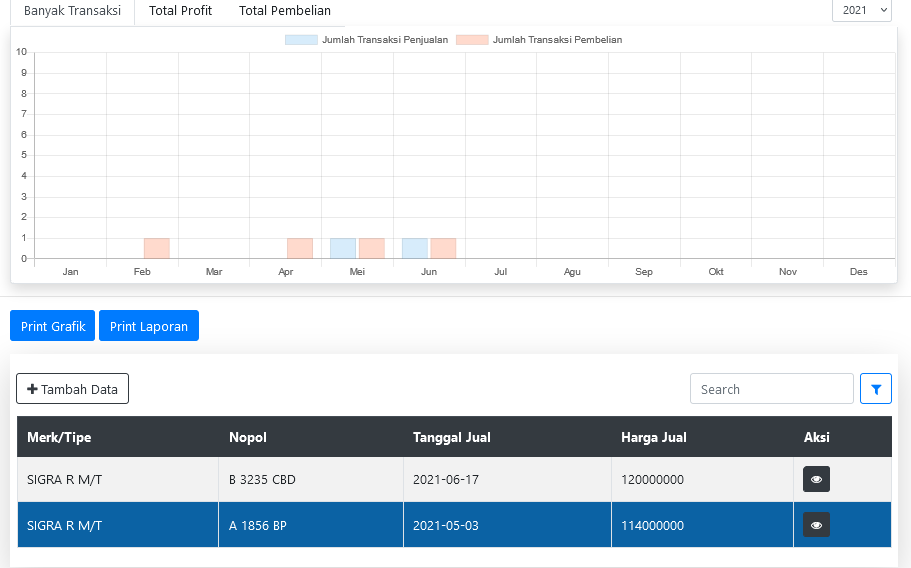 Banyak Transaksi Total Profit Total Pembelian 2021
Jumlah Transaksi Penjualan Jumlah Transaksi Pembelian
10
9
8
7
6
5
4
3
2
1
0
Jan Feb Mar Apr Mei Jun Jul Agu Sep Okt Nov Des
Print Grafik Print Laporan
Tambah Data Search
Merk/Tipe Nopol Tanggal Jual Harga Jual Aksi
SIGRA R M/T B 3235 CBD 2021-06-17 120000000
SIGRA R M/T A 1856 BP 2021-05-03 114000000